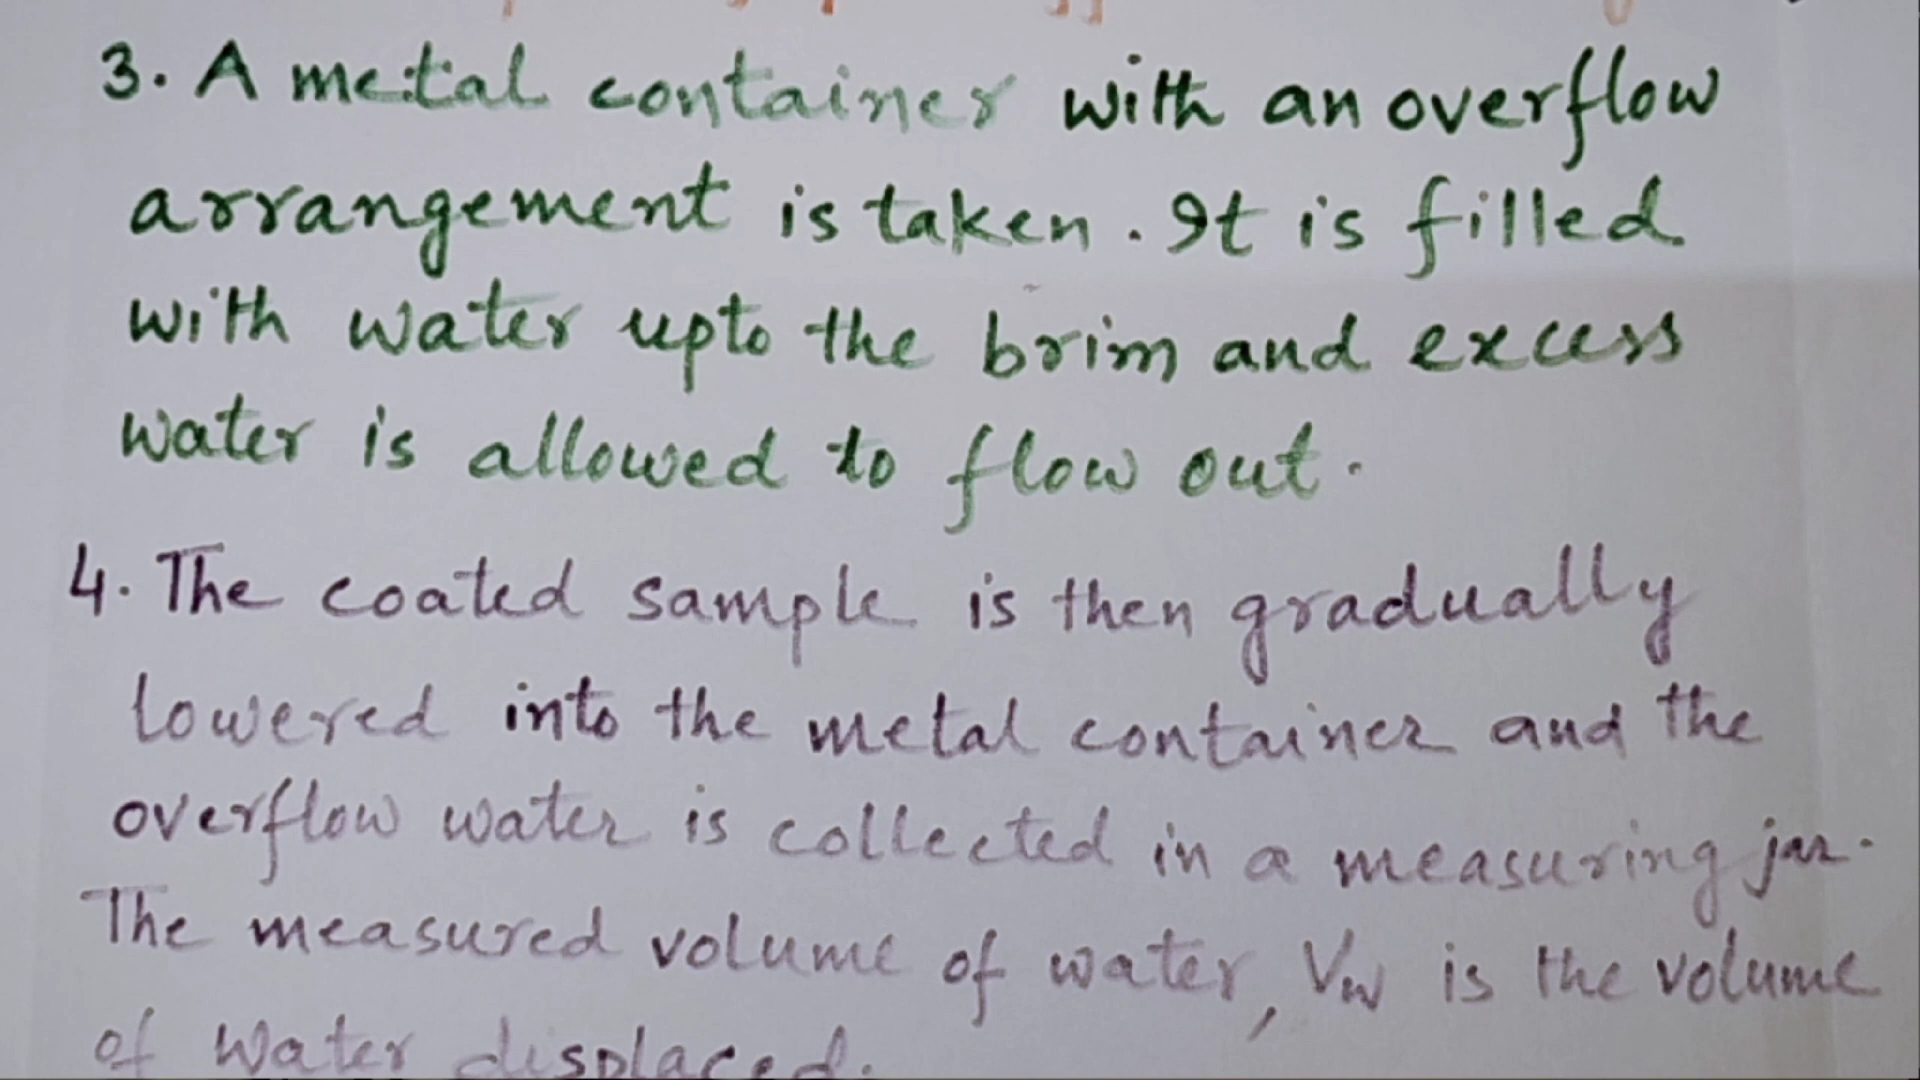 3. A metal container with an overflow
arrangement is taken. It is filled
with water upto the brim and excess
water is allowed to flow out.
4. The coated sample is then gradually
lowered into the metal container and the
overflow water is collected in a measuring jar.
The measured volume of water, Vw is the volume
of water displaced.